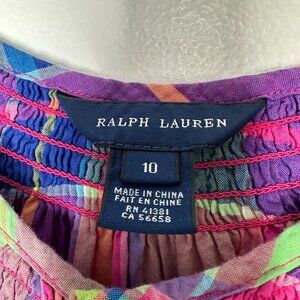 RALPH LAUREN
10
MADE IN CHINA
FAIT EN CHINE
RN 41381
CA 56658